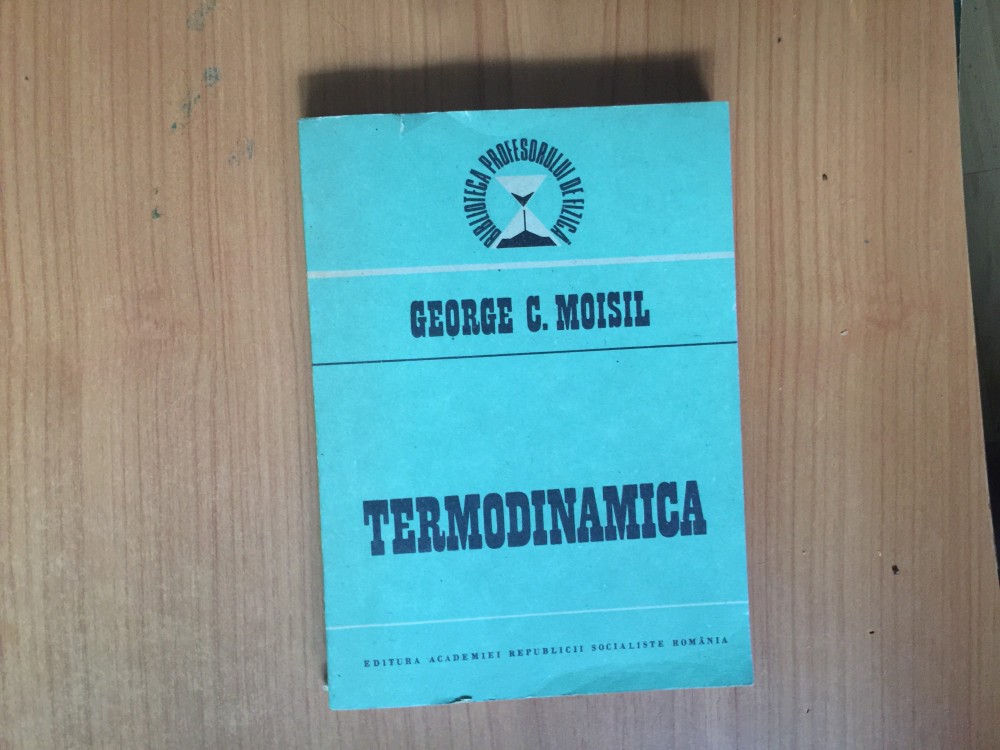 BIBLIOTECA PROFESORULUI DE FIZICĂ
GEORGE C. MOISIL
TERMODINAMICA
EDITURA ACADEMIEI REPUBLICII SOCIALISTE ROMÂNIA